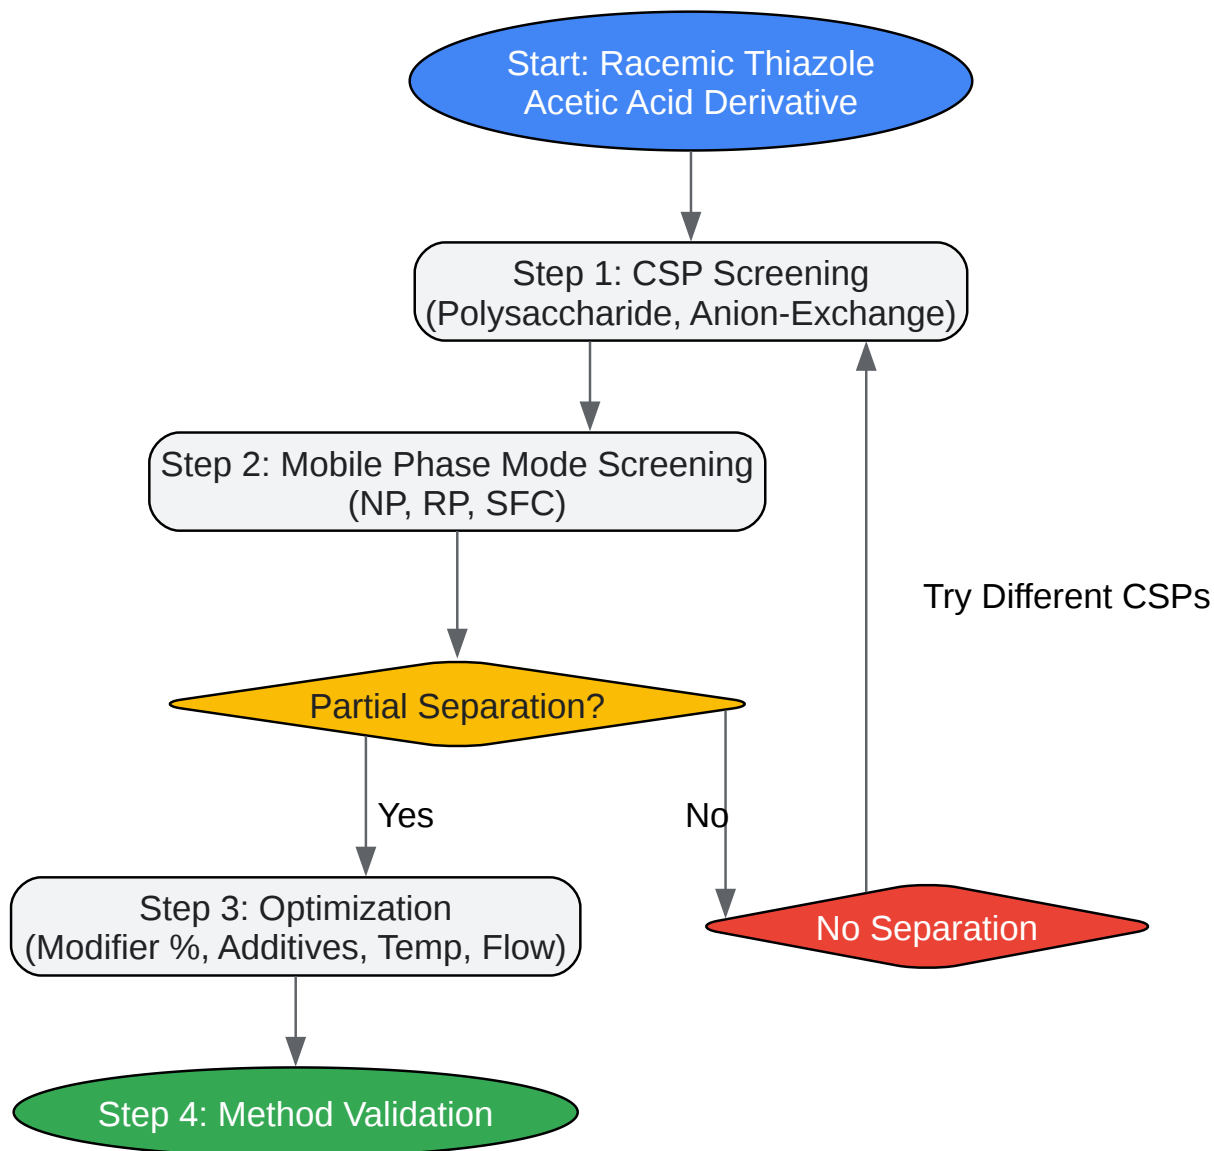 Start: Racemic Thiazole
Acetic Acid Derivative
Step 1: CSP Screening
(Polysaccharide, Anion-Exchange)
Step 2: Mobile Phase Mode Screening
(NP, RP, SFC)
Try Different CSPs
Partial Separation?
Yes
No
Step 3: Optimization
(Modifier %, Additives, Temp, Flow)
No Separation
Step 4: Method Validation